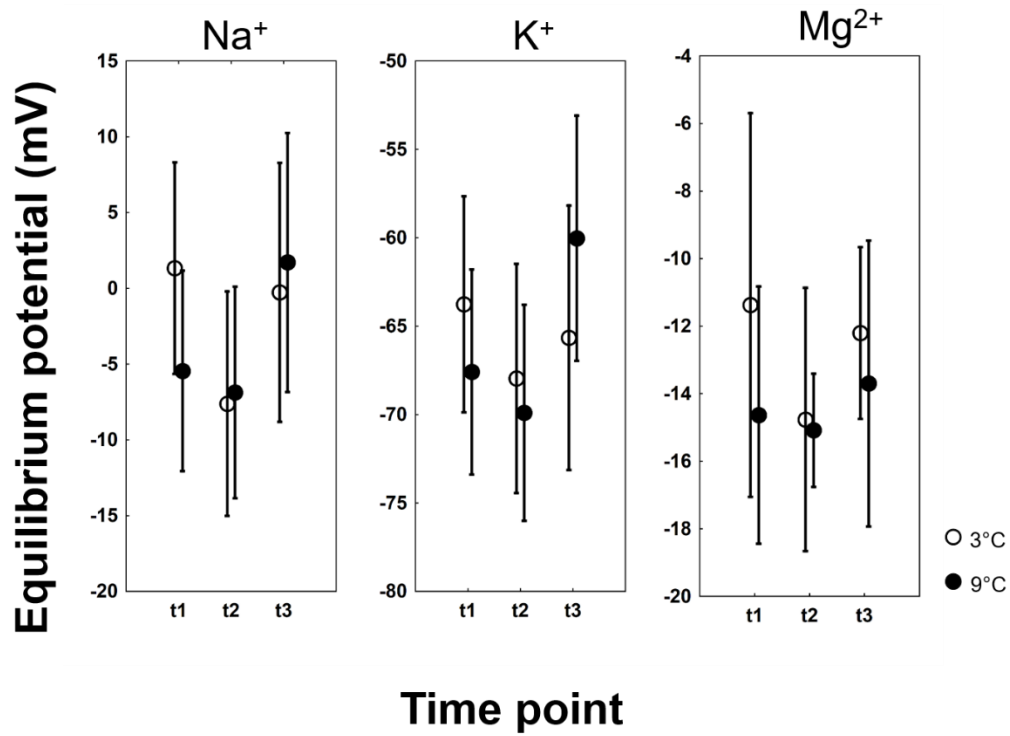 Na⁺
K⁺
Mg²⁺
Equilibrium potential (mV)
15
10
5
0
-5
-10
-15
-20
t1 t2 t3
-50
-55
-60
-65
-70
-75
-80
t1 t2 t3
-4
-6
-8
-10
-12
-14
-16
-18
-20
t1 t2 t3
3°C
9°C
Time point